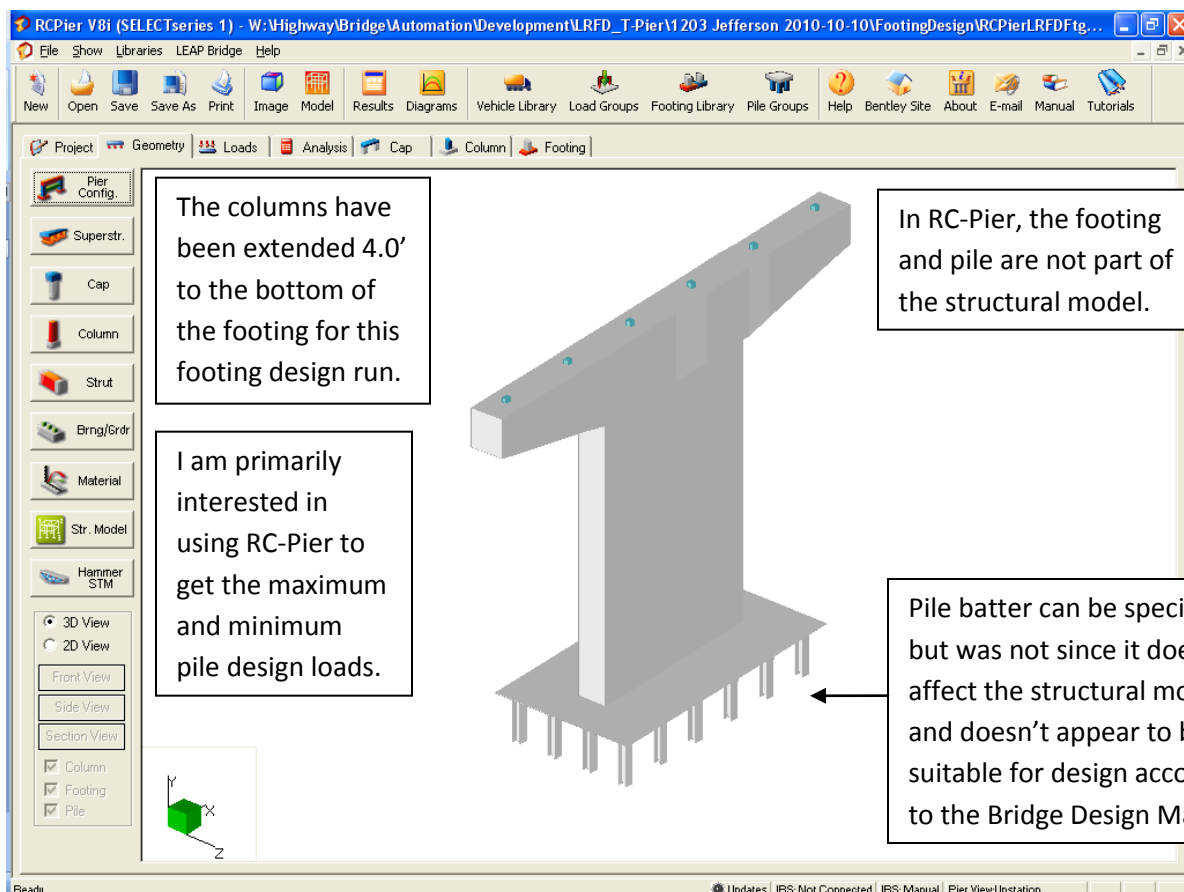 RCPier V8i (SELECTseries 1) - W:\Highway\Bridge\Automation\Development\LRFD_T-Pier\1203 Jefferson 2010-10-10\FootingDesign\RCPierLRFDFtg...
File Show Libraries LEAP Bridge Help
New Open Save Save As Print Image Model Results Diagrams Vehicle Library Load Groups Footing Library Pile Groups Help Bentley Site About E-mail Manual Tutorials
Project Geometry Loads Analysis Cap Column Footing
Pier
Config.
Superstr.
Cap
Column
Strut
Brng/Grdr
Material
Str. Model
Hammer
STM
3D View
2D View
Front View
Side View
Section View
Column
Footing
Pile
The columns have
been extended 4.0’
to the bottom of
the footing for this
footing design run.
I am primarily
interested in
using RC-Pier to
get the maximum
and minimum
pile design loads.
In RC-Pier, the footing
and pile are not part of
the structural model.
Pile batter can be speci
but was not since it doe
affect the structural mo
and doesn’t appear to b
suitable for design acco
to the Bridge Design Ma
Y
X
Z
Ready
Updates IBS: Not Connected IBS: Manual Pier View:Upstation